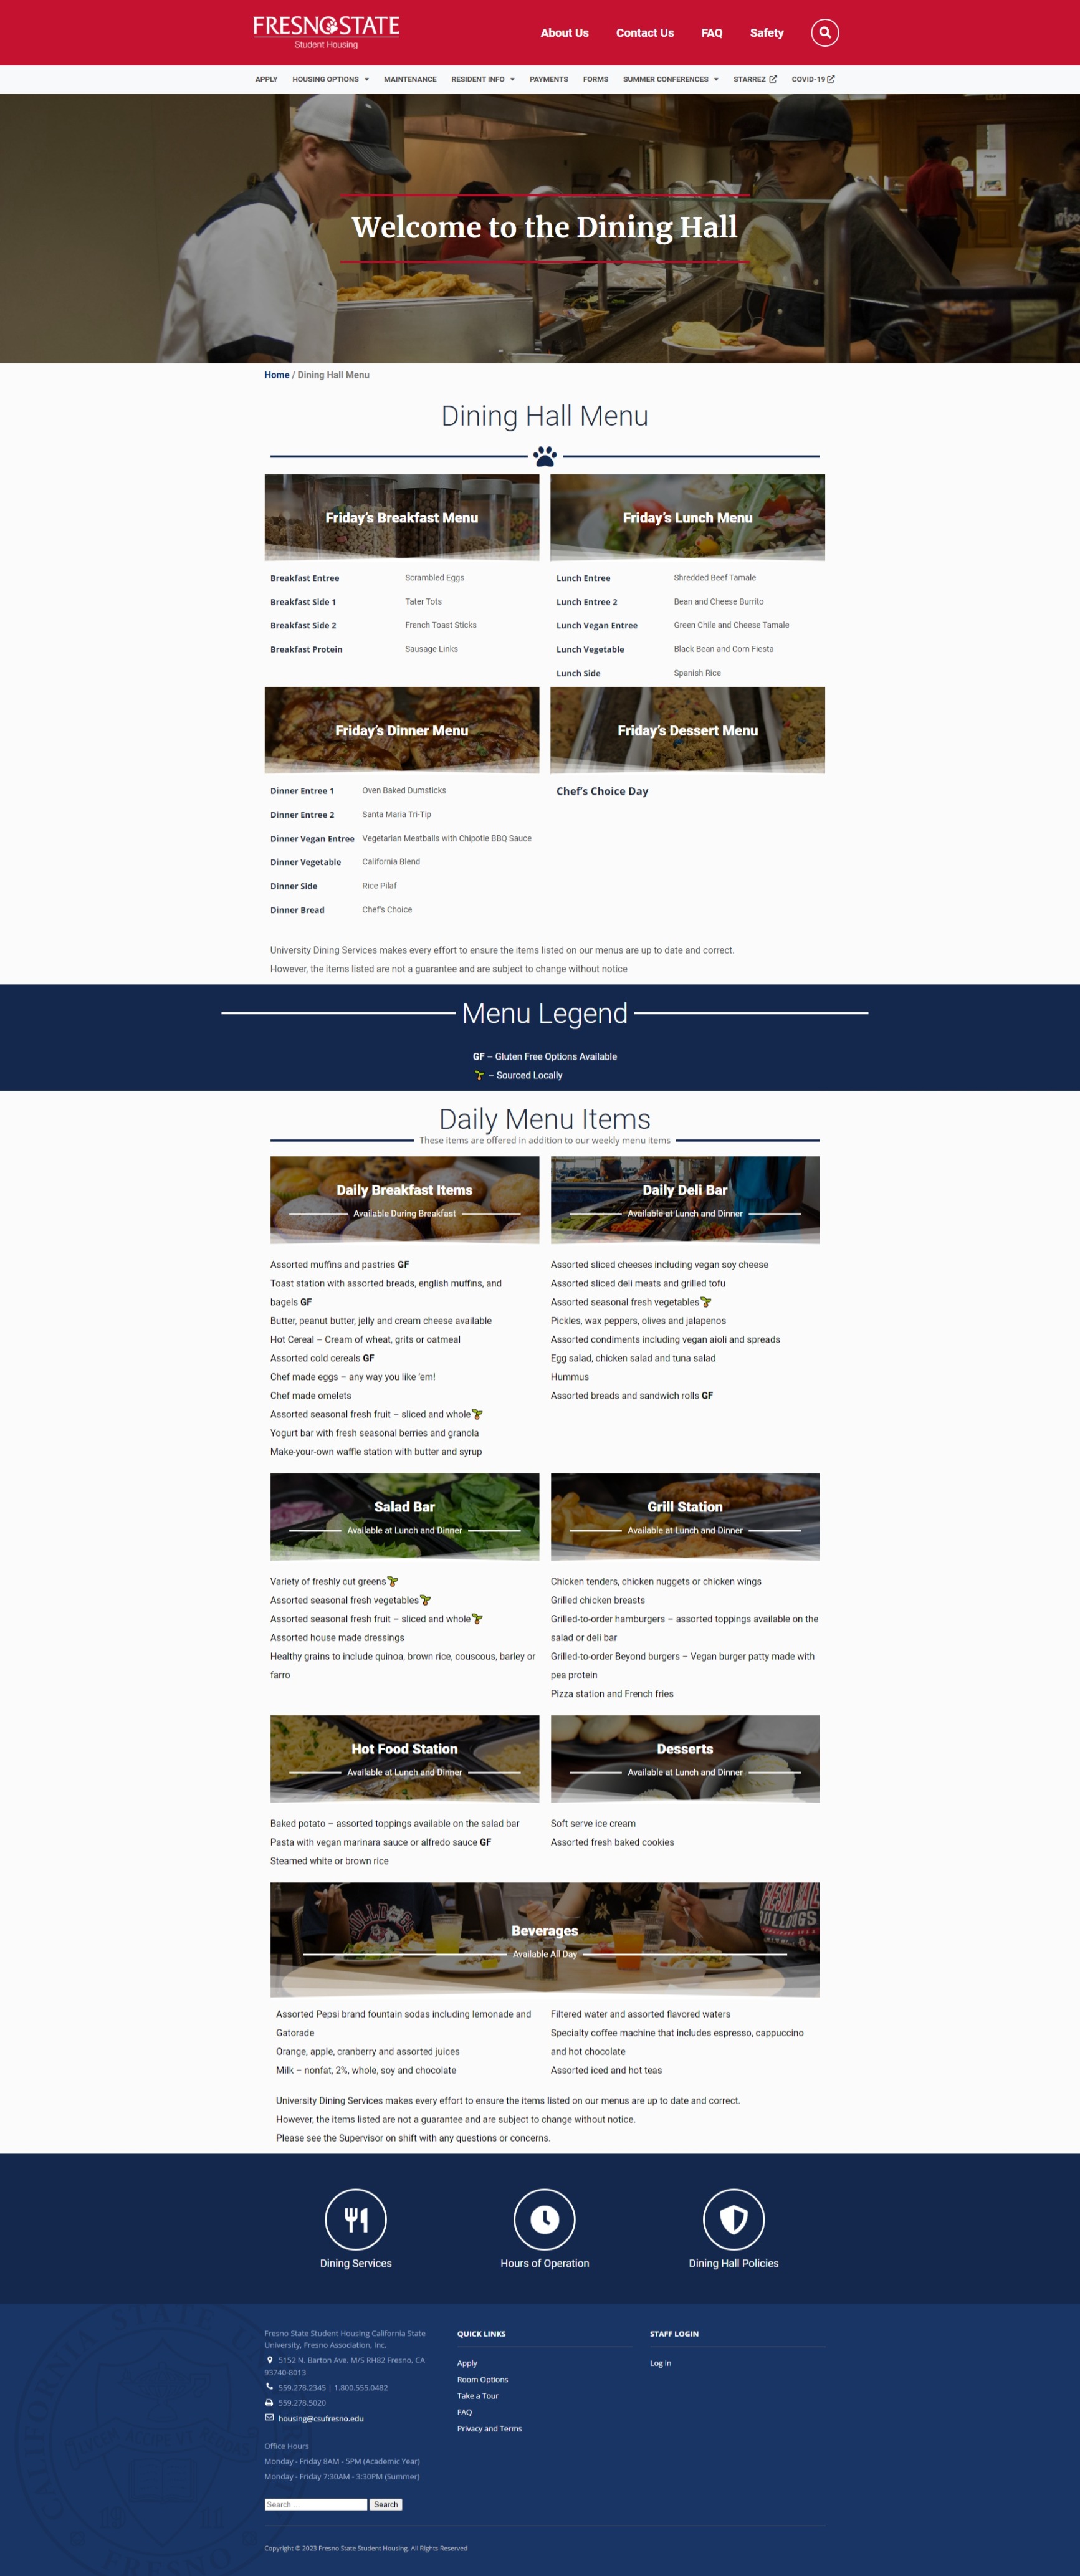 FRESNO STATE
Student Housing
About Us
Contact Us
FAQ
Safety
APPLY
HOUSING OPTIONS
MAINTENANCE
RESIDENT INFO
PAYMENTS
FORMS
SUMMER CONFERENCES
STARREZ
COVID-19
Welcome to the Dining Hall
Home / Dining Hall Menu
Dining Hall Menu
Friday's Breakfast Menu
Breakfast Entree Scrambled Eggs
Breakfast Side 1 Tater Tots
Breakfast Side 2 French Toast Sticks
Breakfast Protein Sausage Links
Friday's Lunch Menu
Lunch Entree Shredded Beef Tamale
Lunch Entree 2 Bean and Cheese Burrito
Lunch Vegan Entree Green Chile and Cheese Tamale
Lunch Vegetable Black Bean and Corn Fiesta
Lunch Side Spanish Rice
Friday's Dinner Menu
Dinner Entree 1 Oven Baked Dumsticks
Dinner Entree 2 Santa Maria Tri-Tip
Dinner Vegan Entree Vegetarian Meatballs with Chipotle BBQ Sauce
Dinner Vegetable California Blend
Dinner Side Rice Pilaf
Dinner Bread Chef's Choice
Friday's Dessert Menu
Chef's Choice Day
University Dining Services makes every effort to ensure the items listed on our menus are up to date and correct.
However, the items listed are not a guarantee and are subject to change without notice
Menu Legend
GF – Gluten Free Options Available
– Sourced Locally
Daily Menu Items
These items are offered in addition to our weekly menu items
Daily Breakfast Items
Available During Breakfast
Assorted muffins and pastries GF
Toast station with assorted breads, english muffins, and
bagels GF
Butter, peanut butter, jelly and cream cheese available
Hot Cereal – Cream of wheat, grits or oatmeal
Assorted cold cereals GF
Chef made eggs – any way you like 'em!
Chef made omelets
Assorted seasonal fresh fruit – sliced and whole
Yogurt bar with fresh seasonal berries and granola
Make-your-own waffle station with butter and syrup
Daily Deli Bar
Available at Lunch and Dinner
Assorted sliced cheeses including vegan soy cheese
Assorted sliced deli meats and grilled tofu
Assorted seasonal fresh vegetables
Pickles, wax peppers, olives and jalapenos
Assorted condiments including vegan aioli and spreads
Egg salad, chicken salad and tuna salad
Hummus
Assorted breads and sandwich rolls GF
Salad Bar
Available at Lunch and Dinner
Variety of freshly cut greens
Assorted seasonal fresh vegetables
Assorted seasonal fresh fruit – sliced and whole
Assorted house made dressings
Healthy grains to include quinoa, brown rice, couscous, barley or
farro
Grill Station
Available at Lunch and Dinner
Chicken tenders, chicken nuggets or chicken wings
Grilled chicken breasts
Grilled-to-order hamburgers – assorted toppings available on the
salad or deli bar
Grilled-to-order Beyond burgers – Vegan burger patty made with
pea protein
Pizza station and French fries
Hot Food Station
Available at Lunch and Dinner
Baked potato – assorted toppings available on the salad bar
Pasta with vegan marinara sauce or alfredo sauce GF
Steamed white or brown rice
Desserts
Available at Lunch and Dinner
Soft serve ice cream
Assorted fresh baked cookies
Beverages
Available All Day
Assorted Pepsi brand fountain sodas including lemonade and
Gatorade
Orange, apple, cranberry and assorted juices
Milk – nonfat, 2%, whole, soy and chocolate
Filtered water and assorted flavored waters
Specialty coffee machine that includes espresso, cappuccino
and hot chocolate
Assorted iced and hot teas
University Dining Services makes every effort to ensure the items listed on our menus are up to date and correct.
However, the items listed are not a guarantee and are subject to change without notice.
Please see the Supervisor on shift with any questions or concerns.
Dining Services
Hours of Operation
Dining Hall Policies
Fresno State Student Housing California State
University, Fresno Association, Inc.
5152 N. Barton Ave. M/S RH82 Fresno, CA
93740-8013
559.278.2345 | 1.800.555.0482
559.278.5020
housing@csufresno.edu
Office Hours
Monday - Friday 8AM - 5PM (Academic Year)
Monday - Friday 7:30AM - 3:30PM (Summer)
Search ...
Search
QUICK LINKS
Apply
Room Options
Take a Tour
FAQ
Privacy and Terms
STAFF LOGIN
Log in
Copyright © 2023 Fresno State Student Housing. All Rights Reserved